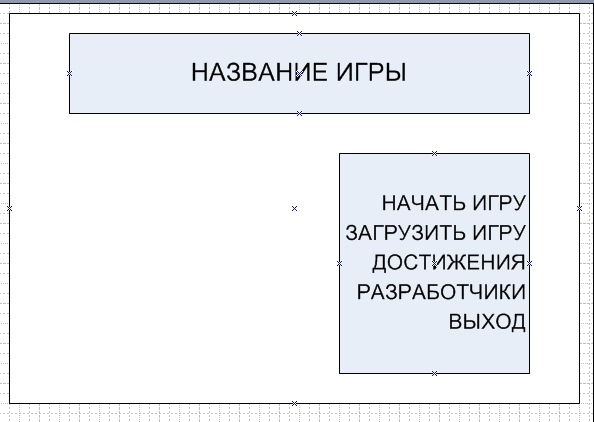 НАЗВАНИЕ ИГРЫ
НАЧАТЬ ИГРУ
ЗАГРУЗИТЬ ИГРУ
ДОСТИЖЕНИЯ
РАЗРАБОТЧИКИ
ВЫХОД